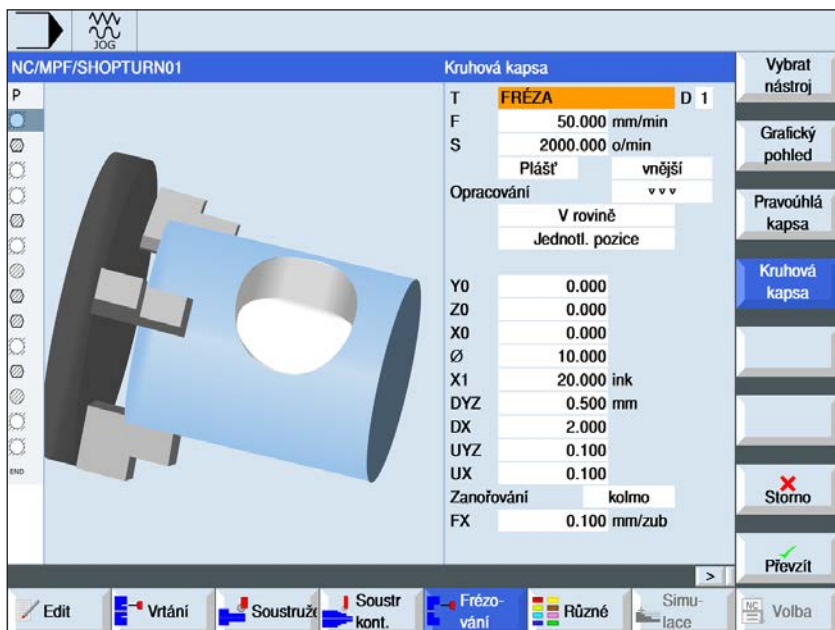 JOG
NC/MPF/SHOPTURN01
Kruhová kapsa
P
END
T FRÉZA D 1
F 50.000 mm/min
S 2000.000 o/min
Plášť vnější
Opracování ▿▿▿
V rovině
Jednotl. pozice
Y0 0.000
Z0 0.000
X0 0.000
Ø 10.000
X1 20.000 ink
DYZ 0.500 mm
DX 2.000
UYZ 0.100
UX 0.100
Zanořování kolmo
FX 0.100 mm/zub
>
Vybrat
nástroj
Grafický
pohled
Pravoúhlá
kapsa
Kruhová
kapsa
Storno
Převzít
Edit
Vrtání
Soustruže
Soustr
kont.
Frézo-
vání
Různé
Simu-
lace
NC
Volba